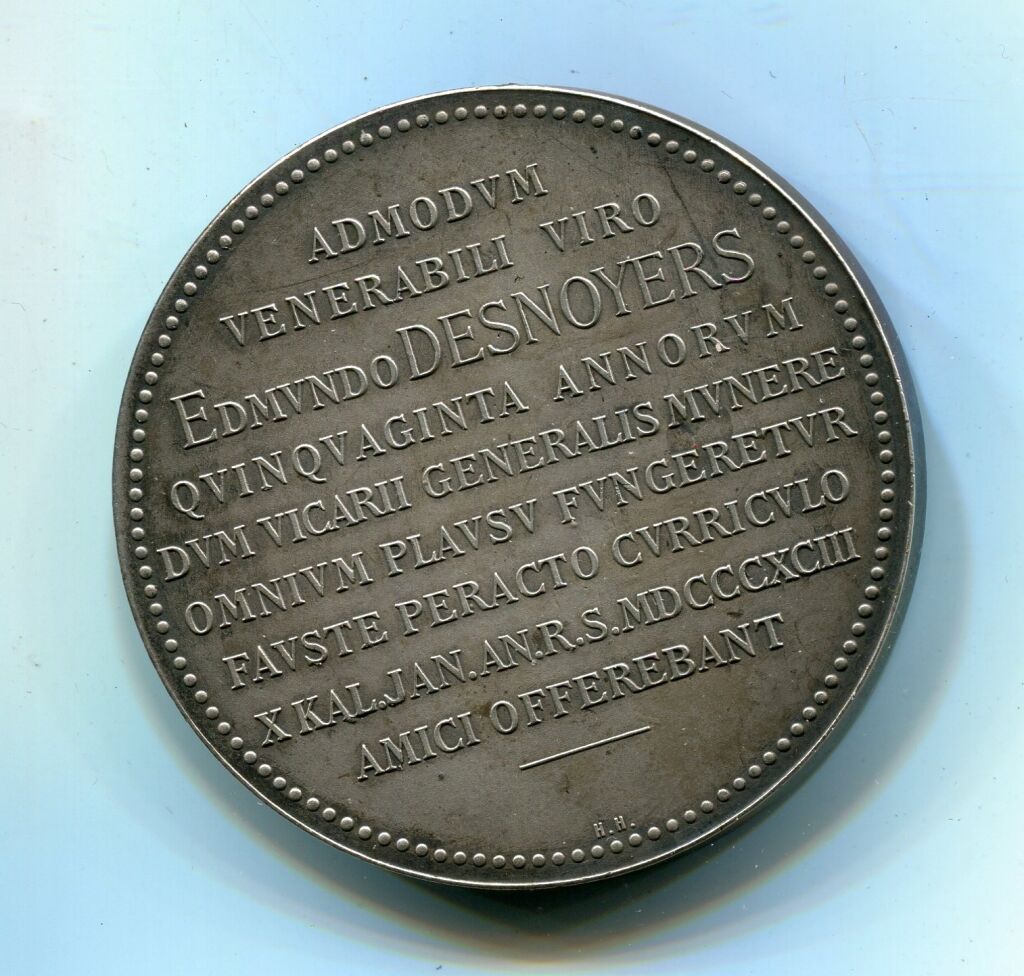 ADMODVM
VENERABILI VIRO
EDMVNDO DESNOYERS
QVINQVAGINTA ANNORVM
DVM VICARII GENERALIS MVNERE
OMNIVM PLAVSV FVNGERETVR
FAVSTE PERACTO CVRRICVLO
X KAL.JAN.AN.R.S.MDCCCXCIII
AMICI OFFEREBANT
H.H.